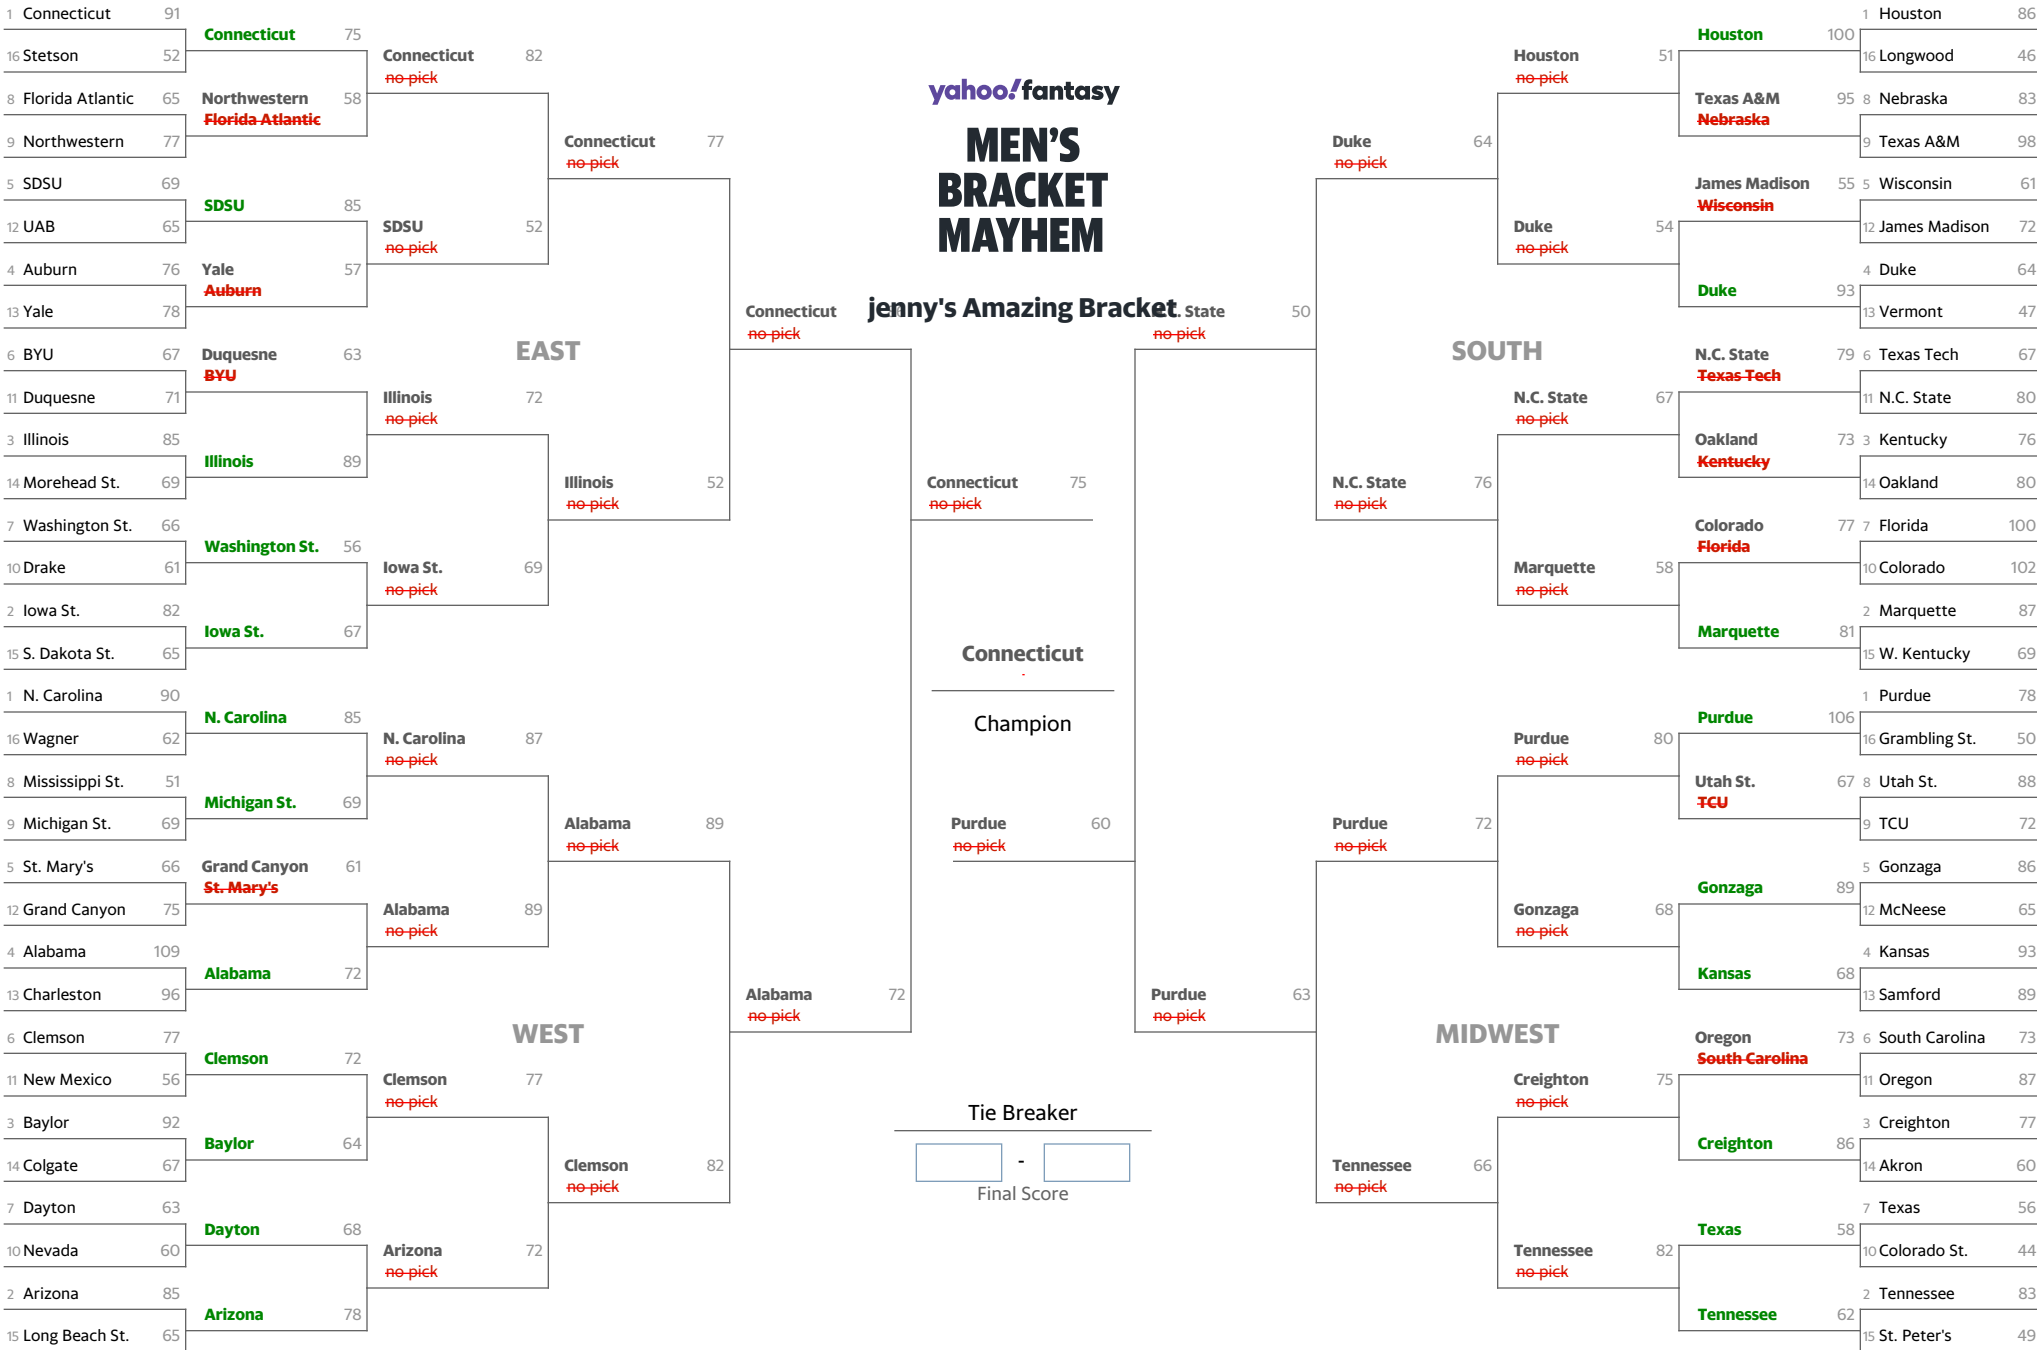 1 Connecticut 91
16 Stetson 52
8 Florida Atlantic 65
9 Northwestern 77
5 SDSU 69
12 UAB 65
4 Auburn 76
13 Yale 78
6 BYU 67
11 Duquesne 71
3 Illinois 85
14 Morehead St. 69
7 Washington St. 66
10 Drake 61
2 Iowa St. 82
15 S. Dakota St. 65
1 N. Carolina 90
16 Wagner 62
8 Mississippi St. 51
9 Michigan St. 69
5 St. Mary's 66
12 Grand Canyon 75
4 Alabama 109
13 Charleston 96
6 Clemson 77
11 New Mexico 56
3 Baylor 92
14 Colgate 67
7 Dayton 63
10 Nevada 60
2 Arizona 85
15 Long Beach St. 65
Connecticut 75
Northwestern 58
Florida Atlantic
SDSU 85
Yale 57
Auburn
Duquesne 63
BYU
Illinois 89
Washington St. 56
Iowa St. 67
N. Carolina 85
Michigan St. 69
Grand Canyon 61
St. Mary's
Alabama 72
Clemson 72
Baylor 64
Dayton 68
Arizona 78
Connecticut 82
no pick
SDSU 52
no pick
Illinois 72
no pick
Iowa St. 69
no pick
N. Carolina 87
no pick
Alabama 89
no pick
Clemson 77
no pick
Arizona 72
no pick
EAST
WEST
Connecticut 77
no pick
Illinois 52
no pick
Alabama 89
no pick
Clemson 82
no pick
Connecticut
no pick
Alabama 72
no pick
yahoo!fantasy
MEN'S
BRACKET
MAYHEM
jenny's Amazing Bracket
Connecticut 75
no pick
Connecticut
Champion
Purdue 60
no pick
Tie Breaker
-
Final Score
State 50
no pick
Purdue 63
no pick
Duke 64
no pick
N.C. State 76
no pick
Purdue 72
no pick
Tennessee 66
no pick
SOUTH
MIDWEST
Houston 51
no pick
Duke 54
no pick
N.C. State 67
no pick
Marquette 58
no pick
Purdue 80
no pick
Gonzaga 68
no pick
Creighton 75
no pick
Tennessee 82
no pick
Houston 100
Texas A&M 95
Nebraska
James Madison 55
Wisconsin
Duke 93
N.C. State 79
Texas Tech
Oakland 73
Kentucky
Colorado 77
Florida
Marquette 81
Purdue 106
Utah St. 67
TCU
Gonzaga 89
Kansas 68
Oregon 73
South Carolina
Creighton 86
Texas 58
Tennessee 62
1 Houston 86
16 Longwood 46
8 Nebraska 83
9 Texas A&M 98
5 Wisconsin 61
12 James Madison 72
4 Duke 64
13 Vermont 47
6 Texas Tech 67
11 N.C. State 80
3 Kentucky 76
14 Oakland 80
7 Florida 100
10 Colorado 102
2 Marquette 87
15 W. Kentucky 69
1 Purdue 78
16 Grambling St. 50
8 Utah St. 88
9 TCU 72
5 Gonzaga 86
12 McNeese 65
4 Kansas 93
13 Samford 89
6 South Carolina 73
11 Oregon 87
3 Creighton 77
14 Akron 60
7 Texas 56
10 Colorado St. 44
2 Tennessee 83
15 St. Peter's 49